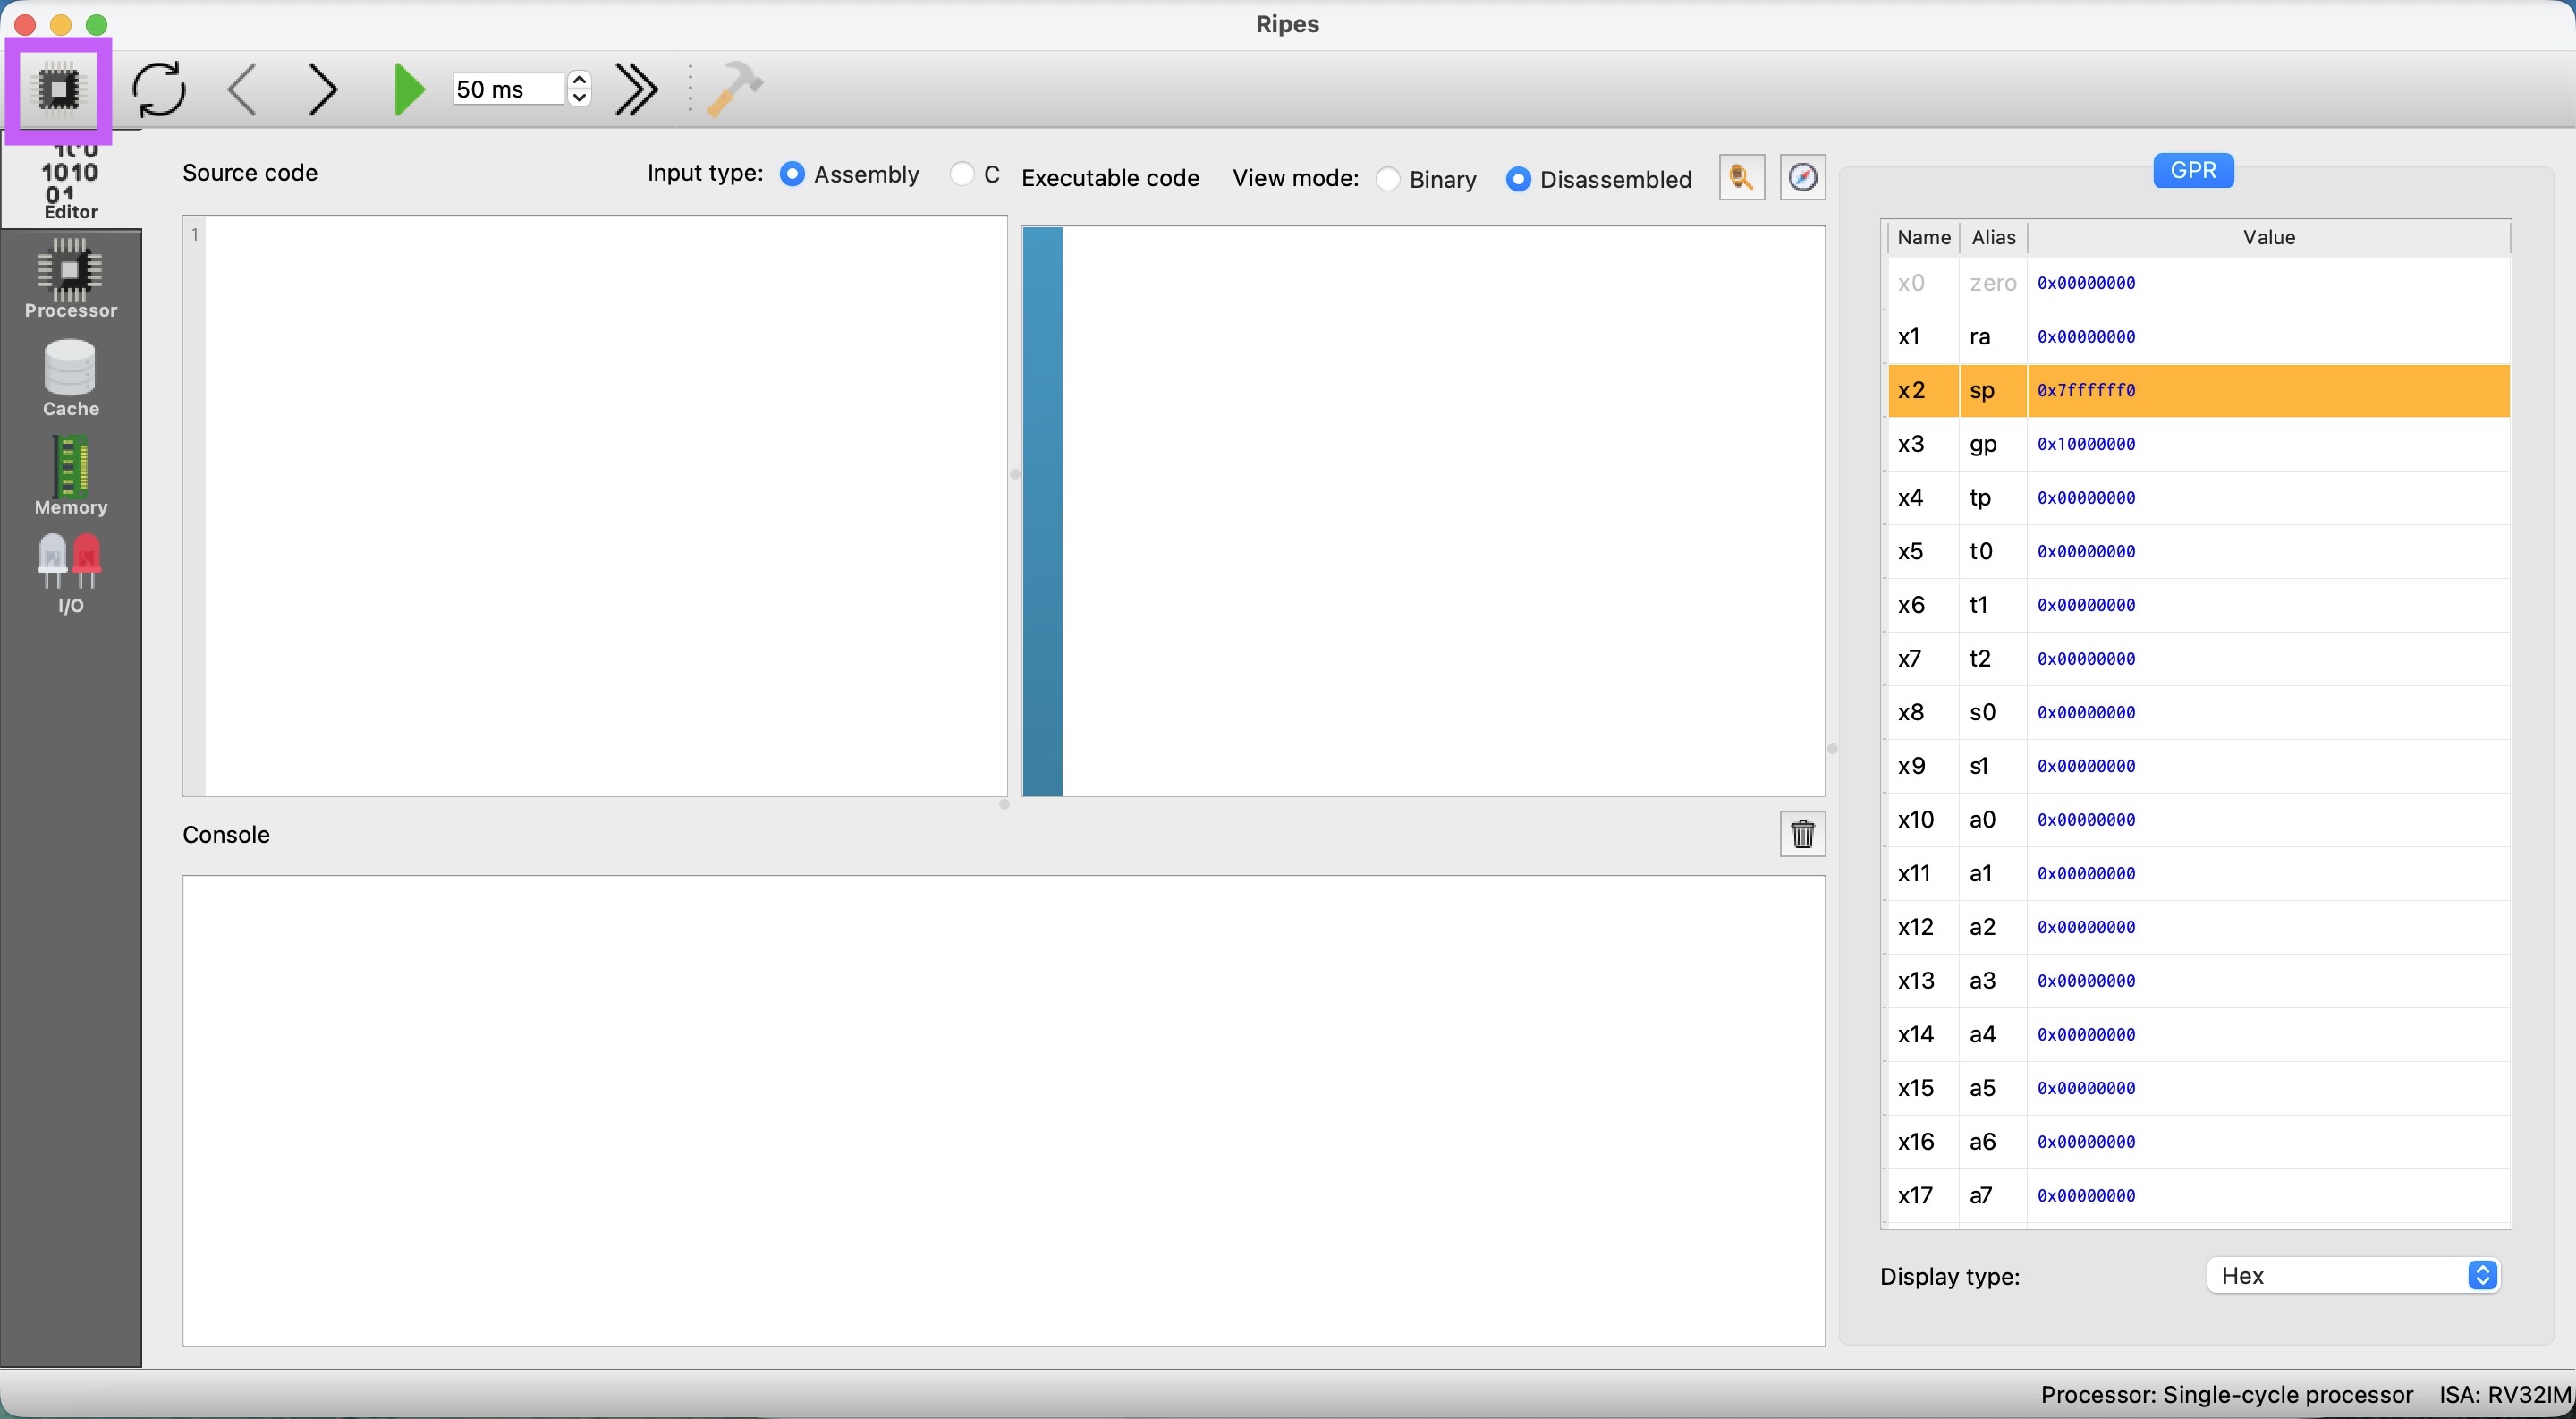 Ripes
50 ms
Editor
Processor
Cache
Memory
I/O
Source code
Input type: Assembly C
1
Executable code View mode: Binary Disassembled
Console
GPR
Name Alias Value
x0 zero 0x00000000
x1 ra 0x00000000
x2 sp 0x7ffffff0
x3 gp 0x10000000
x4 tp 0x00000000
x5 t0 0x00000000
x6 t1 0x00000000
x7 t2 0x00000000
x8 s0 0x00000000
x9 s1 0x00000000
x10 a0 0x00000000
x11 a1 0x00000000
x12 a2 0x00000000
x13 a3 0x00000000
x14 a4 0x00000000
x15 a5 0x00000000
x16 a6 0x00000000
x17 a7 0x00000000
Display type: Hex
Processor: Single-cycle processor ISA: RV32IM